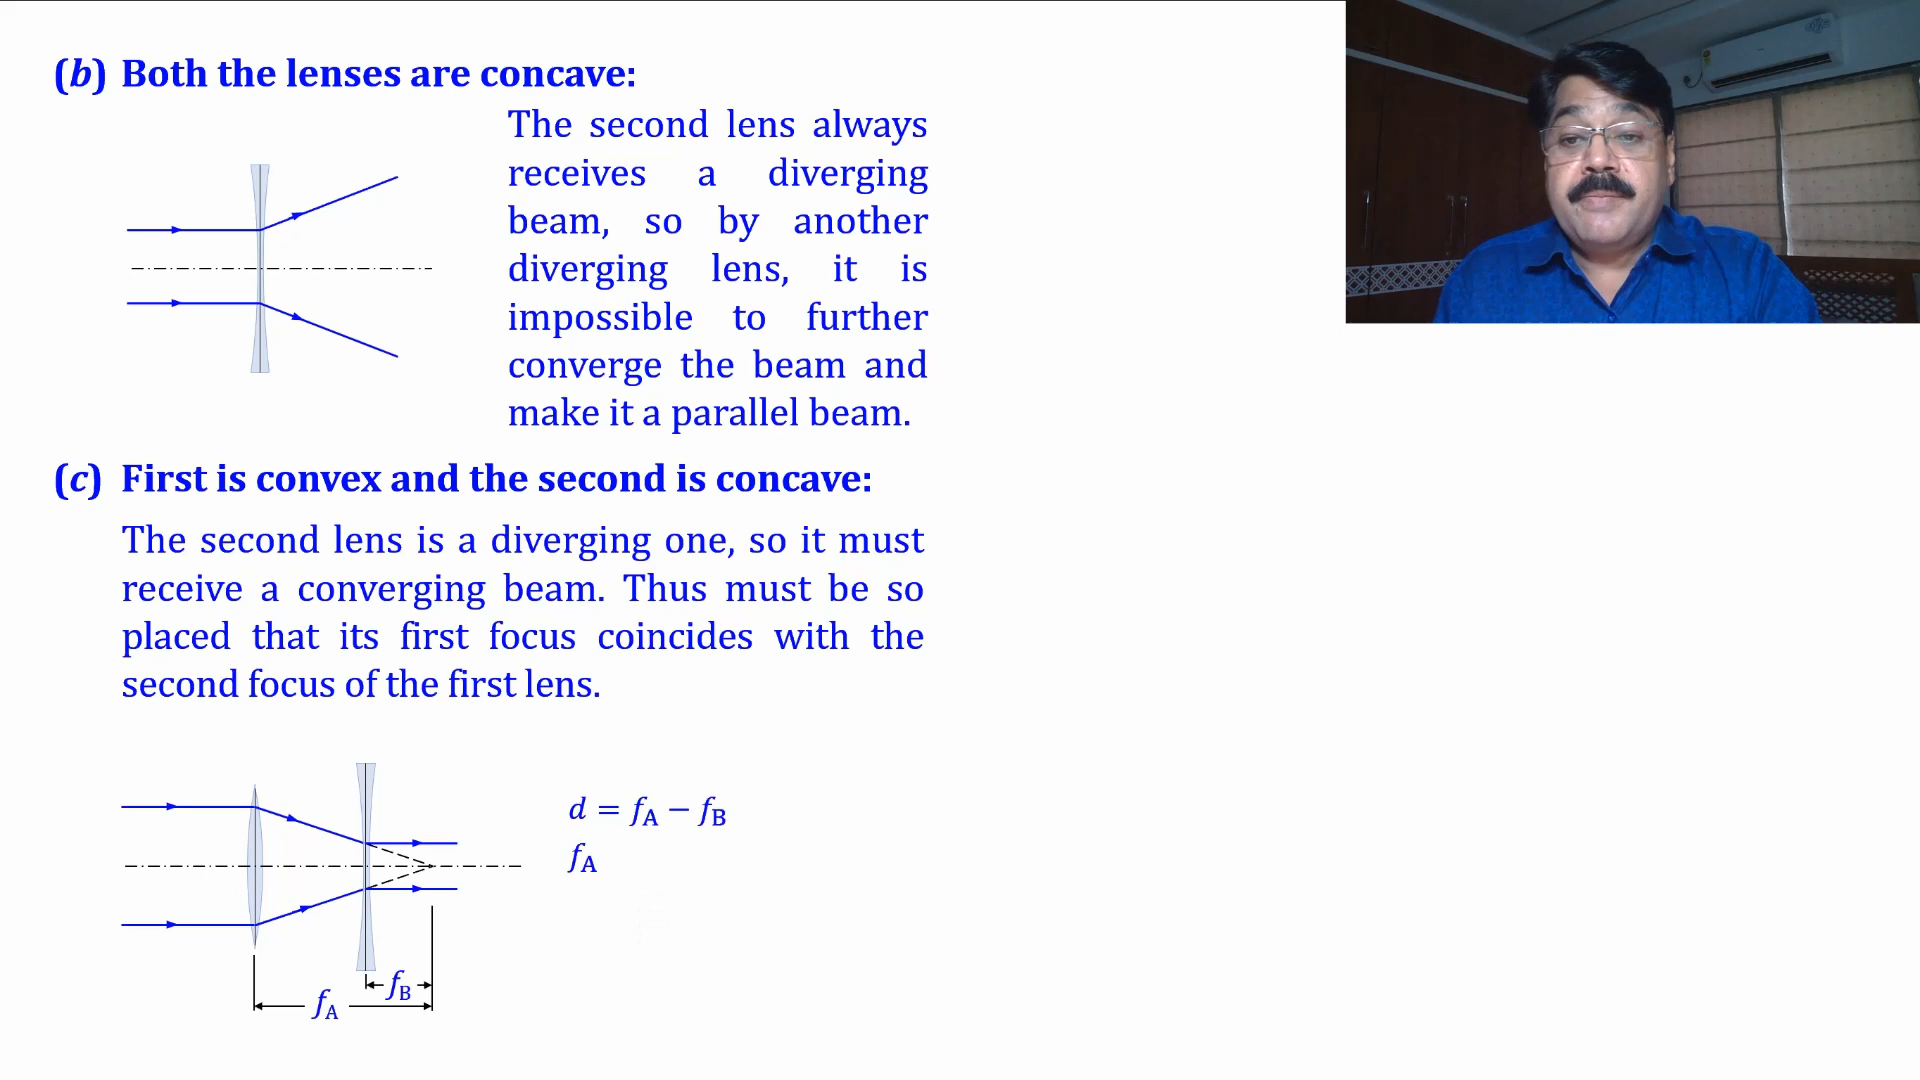 (b) Both the lenses are concave:
The second lens always
receives a diverging
beam, so by another
diverging lens, it is
impossible to further
converge the beam and
make it a parallel beam.
(c) First is convex and the second is concave:
The second lens is a diverging one, so it must
receive a converging beam. Thus must be so
placed that its first focus coincides with the
second focus of the first lens.
d = fA − fB
fA
fB
fA